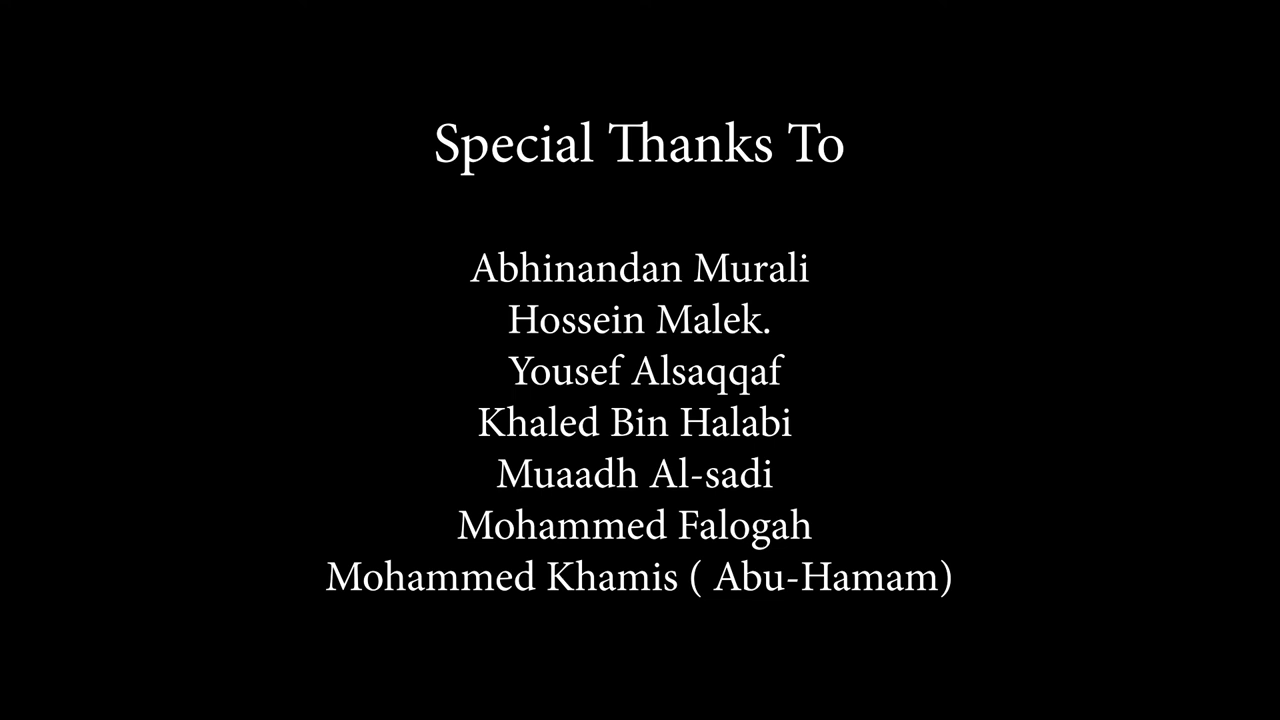 Special Thanks To
Abhinandan Murali
Hossein Malek.
Yousef Alsaqqaf
Khaled Bin Halabi
Muaadh Al-sadi
Mohammed Falogah
Mohammed Khamis ( Abu-Hamam)